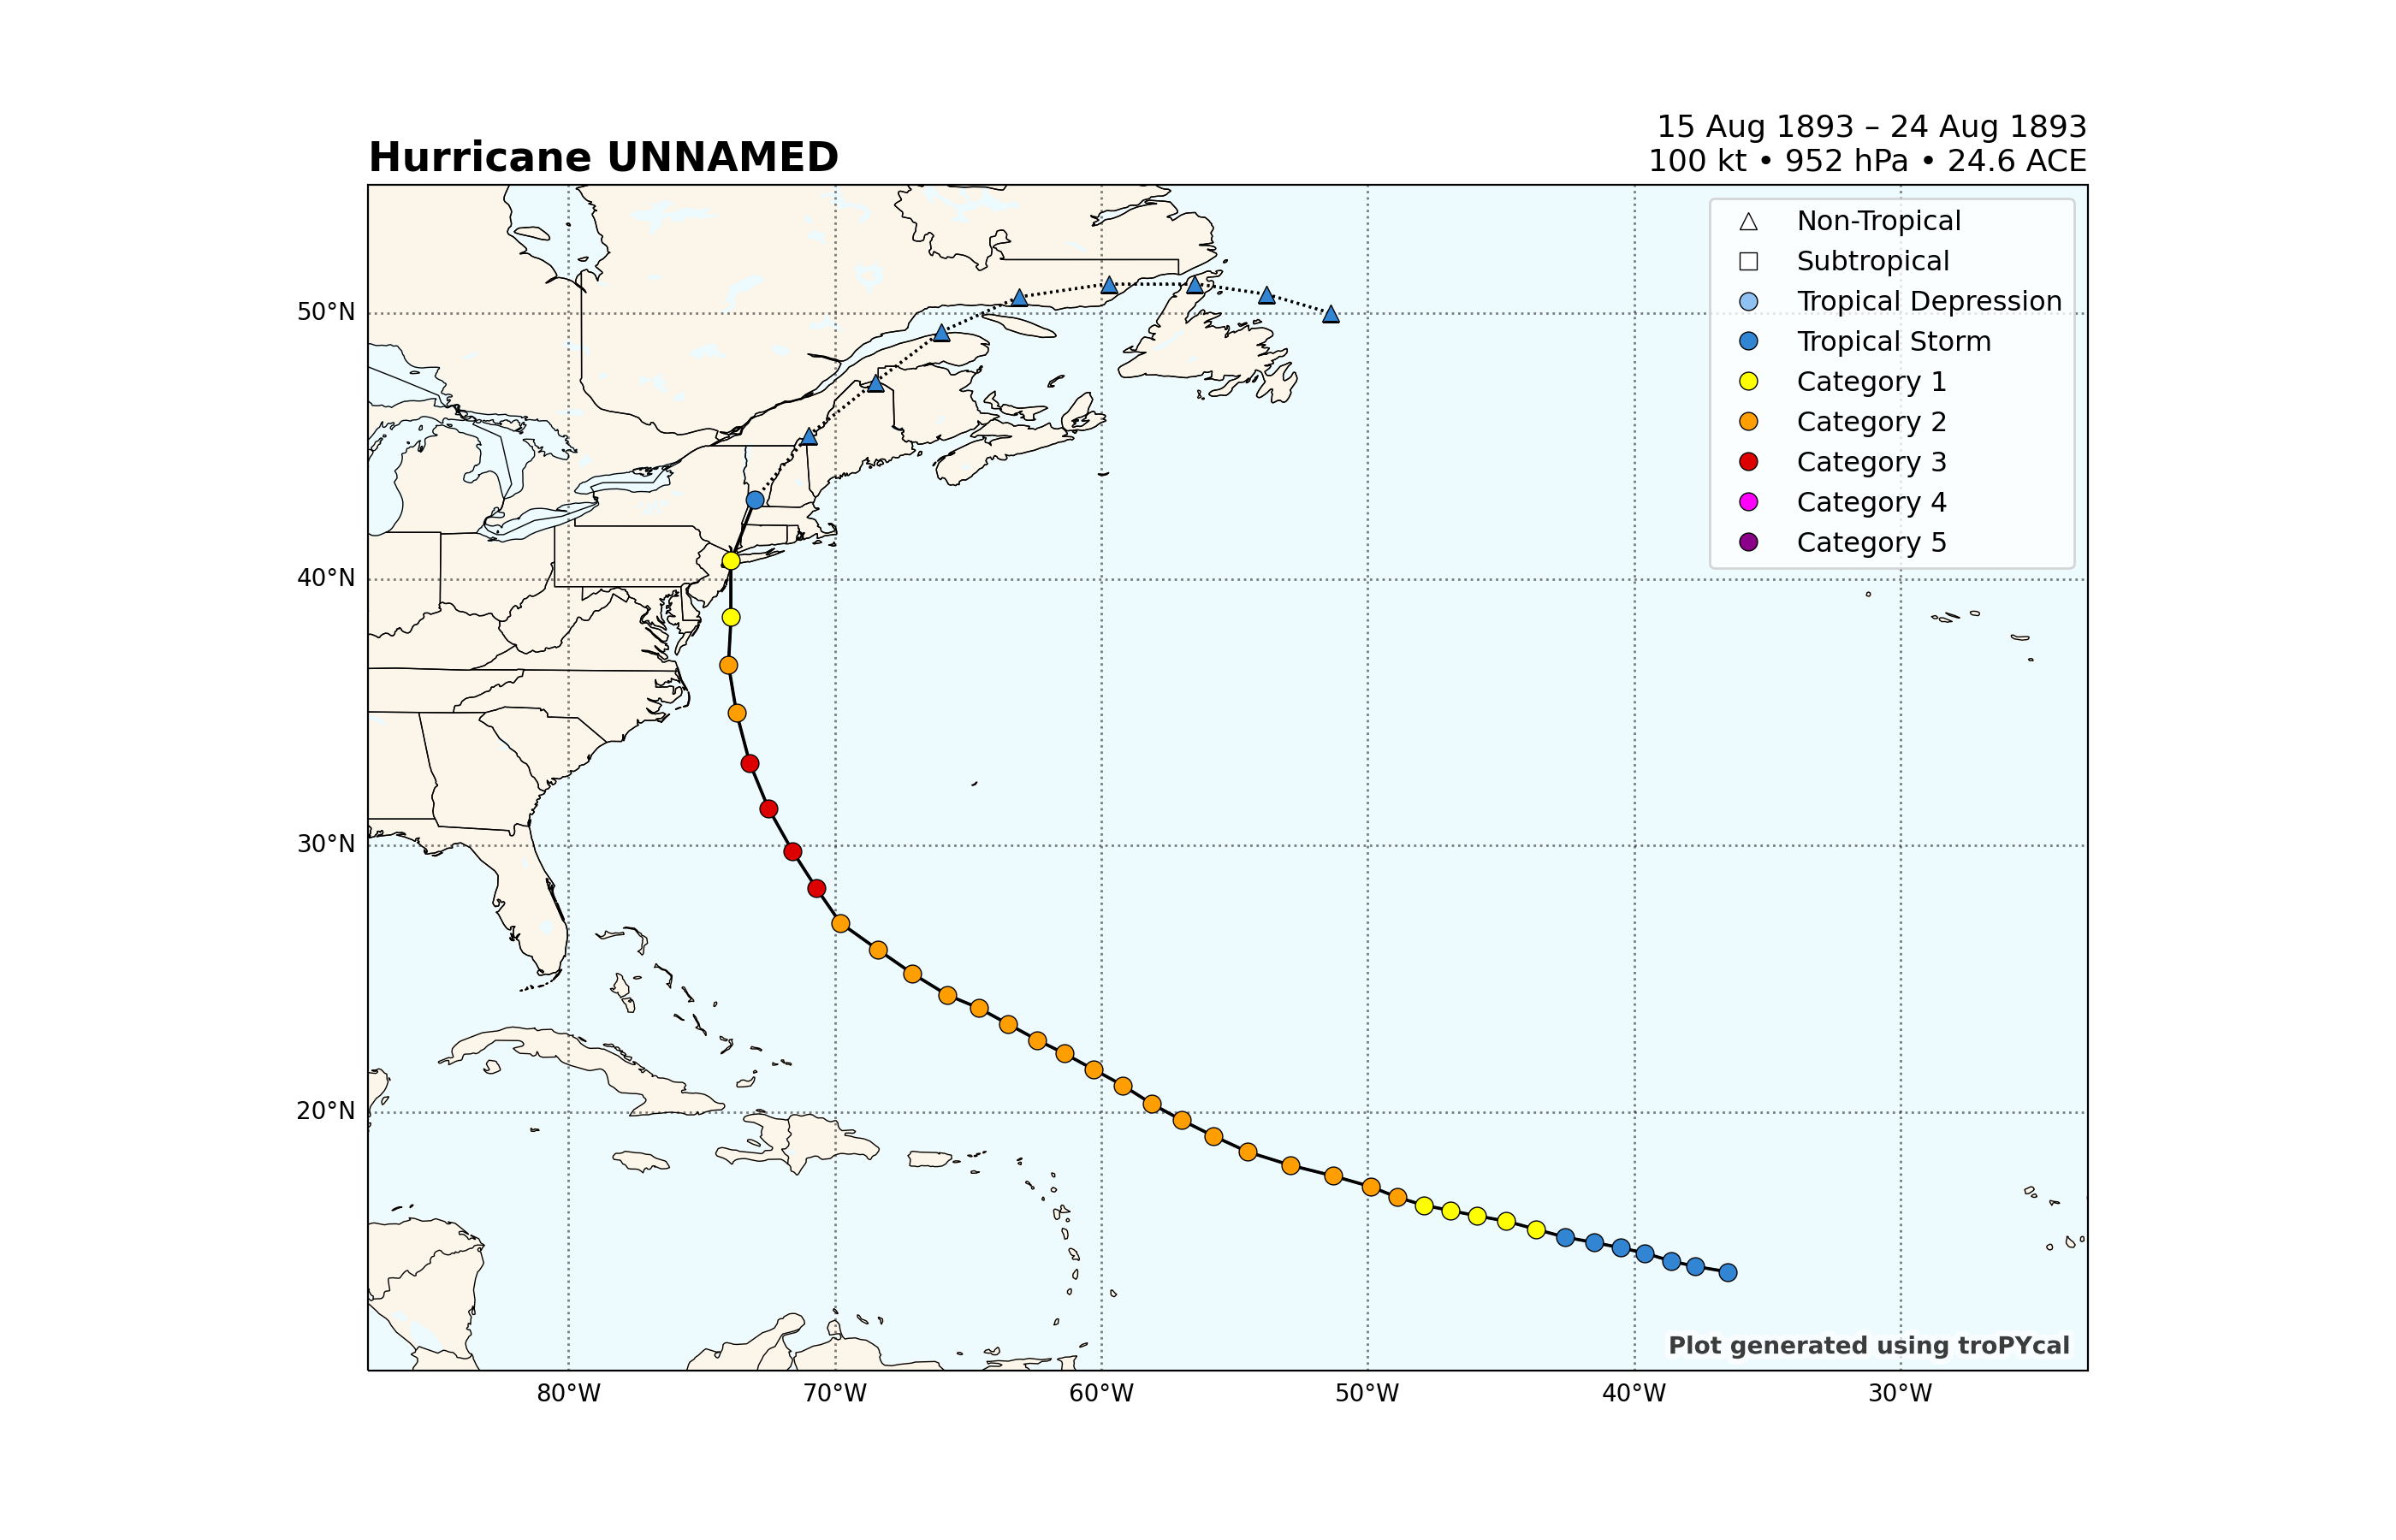 Hurricane UNNAMED
15 Aug 1893 – 24 Aug 1893
100 kt • 952 hPa • 24.6 ACE
Non-Tropical
Subtropical
Tropical Depression
Tropical Storm
Category 1
Category 2
Category 3
Category 4
Category 5
50°N
40°N
30°N
20°N
Plot generated using troPYcal
80°W 70°W 60°W 50°W 40°W 30°W